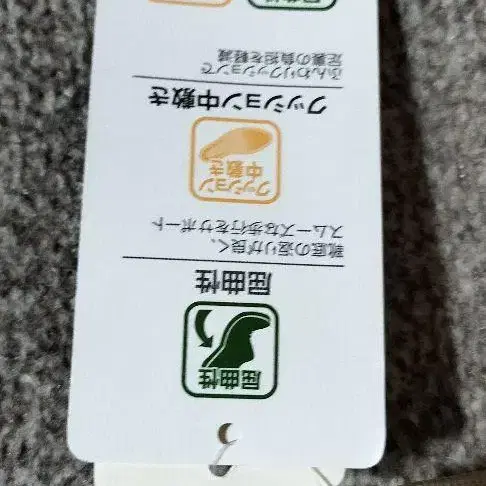 屈曲性
屈曲性
靴底の返りが良く、
スムーズな歩行をサポート
クッション
中敷き
クッション中敷き
ふんわりクッションで
足裏の負担を軽減